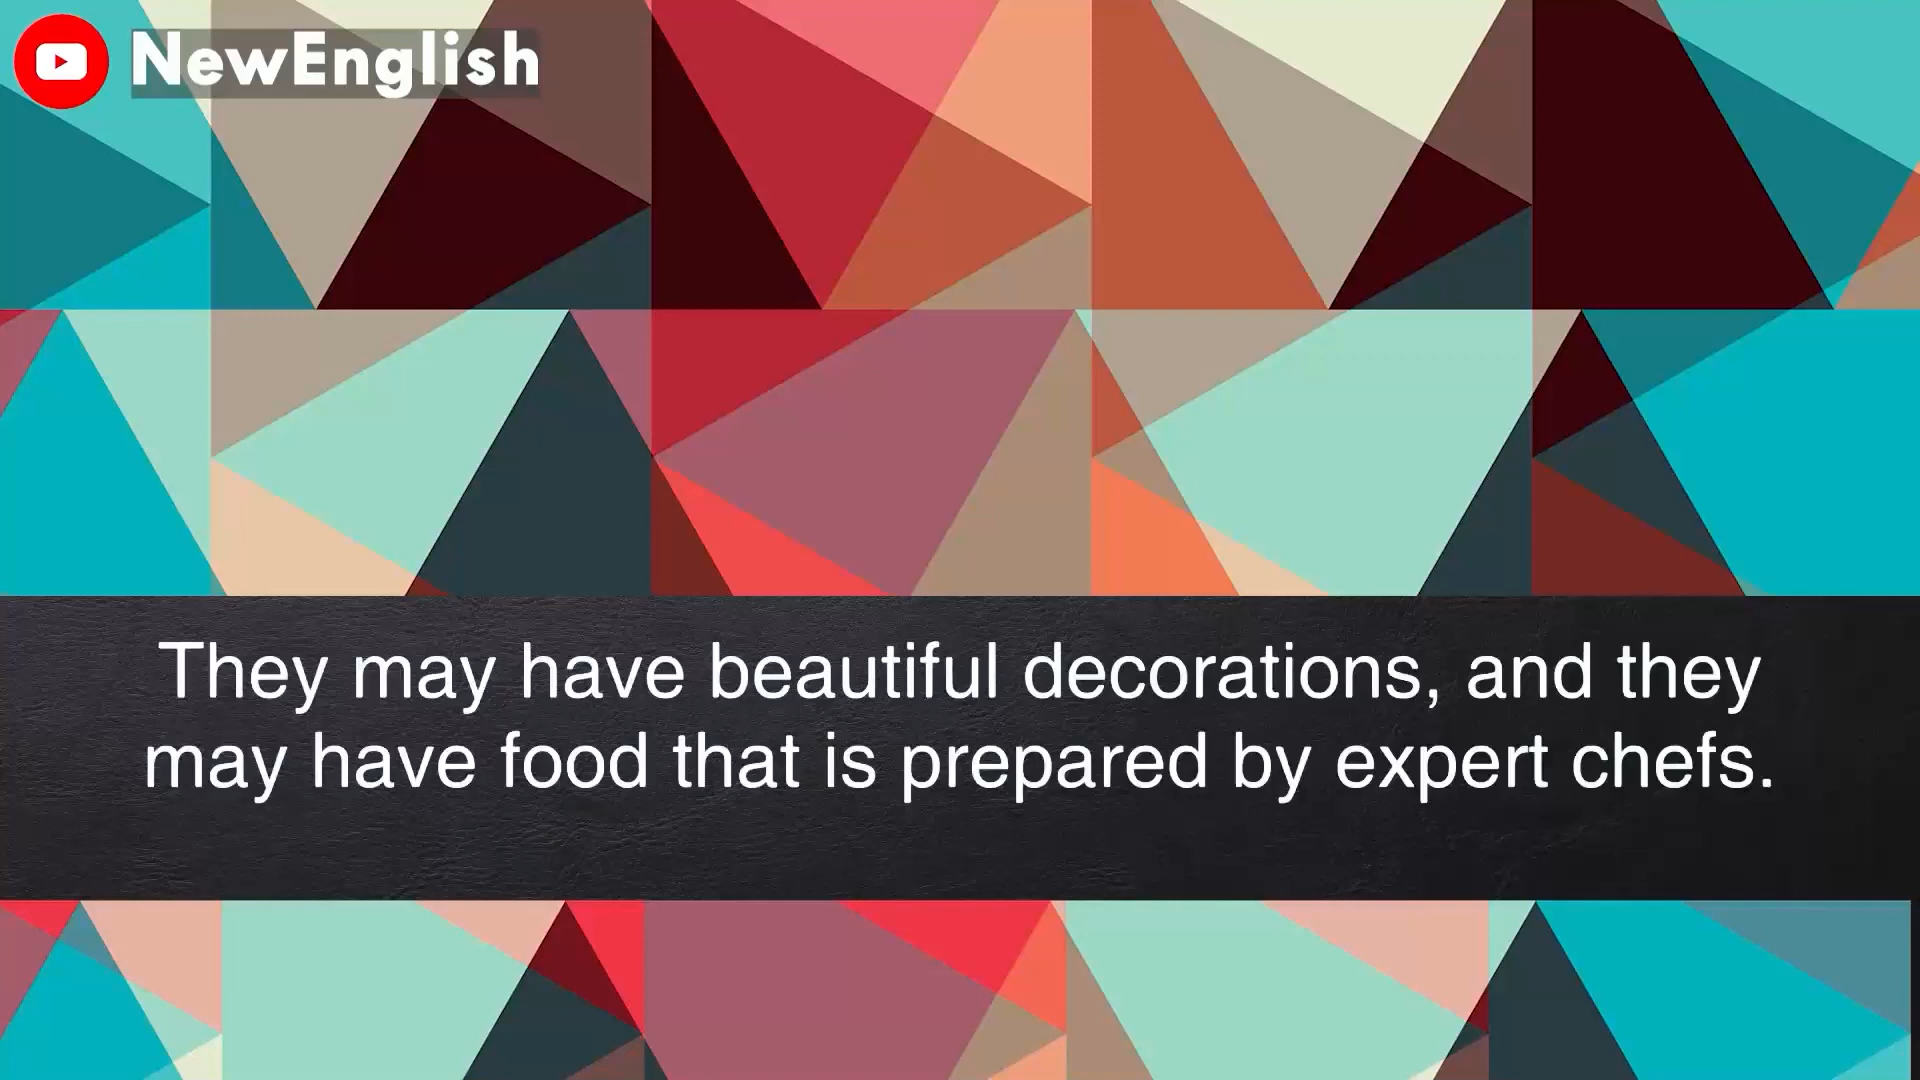 NewEnglish
They may have beautiful decorations, and they
may have food that is prepared by expert chefs.